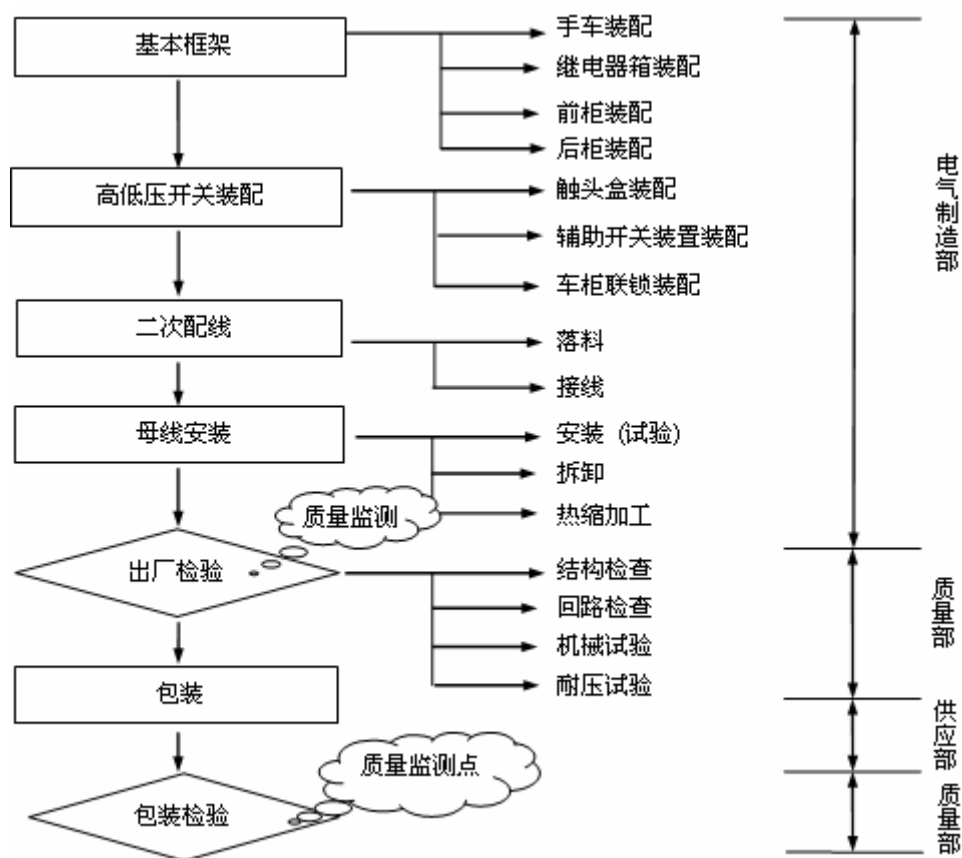 基本框架
手车装配
继电器箱装配
前柜装配
后柜装配
高低压开关装配
触头盒装配
辅助开关装置装配
车柜联锁装配
二次配线
落料
接线
母线安装
安装 (试验)
拆卸
热缩加工
质量监测
出厂检验
结构检查
回路检查
机械试验
耐压试验
包装
质量监测点
包装检验
电气制造部
质量部
供应部
质量部